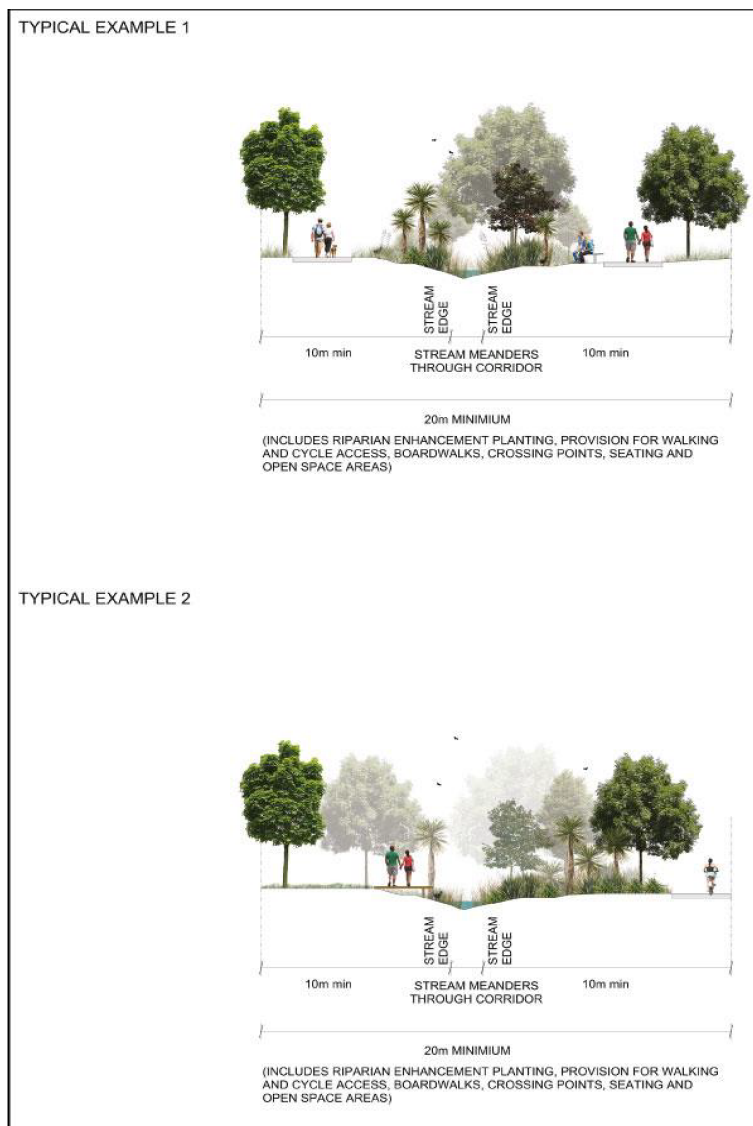 TYPICAL EXAMPLE 1
STREAM
EDGE
STREAM
EDGE
10m min
STREAM MEANDERS
THROUGH CORRIDOR
10m min
20m MINIMIUM
(INCLUDES RIPARIAN ENHANCEMENT PLANTING, PROVISION FOR WALKING
AND CYCLE ACCESS, BOARDWALKS, CROSSING POINTS, SEATING AND
OPEN SPACE AREAS)
TYPICAL EXAMPLE 2
STREAM
EDGE
STREAM
EDGE
10m min
STREAM MEANDERS
THROUGH CORRIDOR
10m min
20m MINIMIUM
(INCLUDES RIPARIAN ENHANCEMENT PLANTING, PROVISION FOR WALKING
AND CYCLE ACCESS, BOARDWALKS, CROSSING POINTS, SEATING AND
OPEN SPACE AREAS)